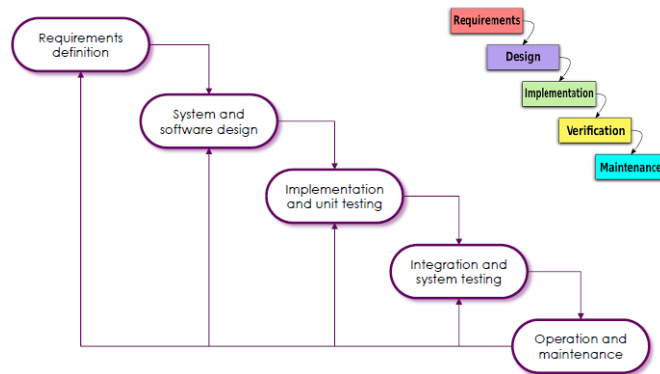 Requirements
definition
System and
software design
Implementation
and unit testing
Integration and
system testing
Operation and
maintenance
Requirements
Design
Implementation
Verification
Maintenance